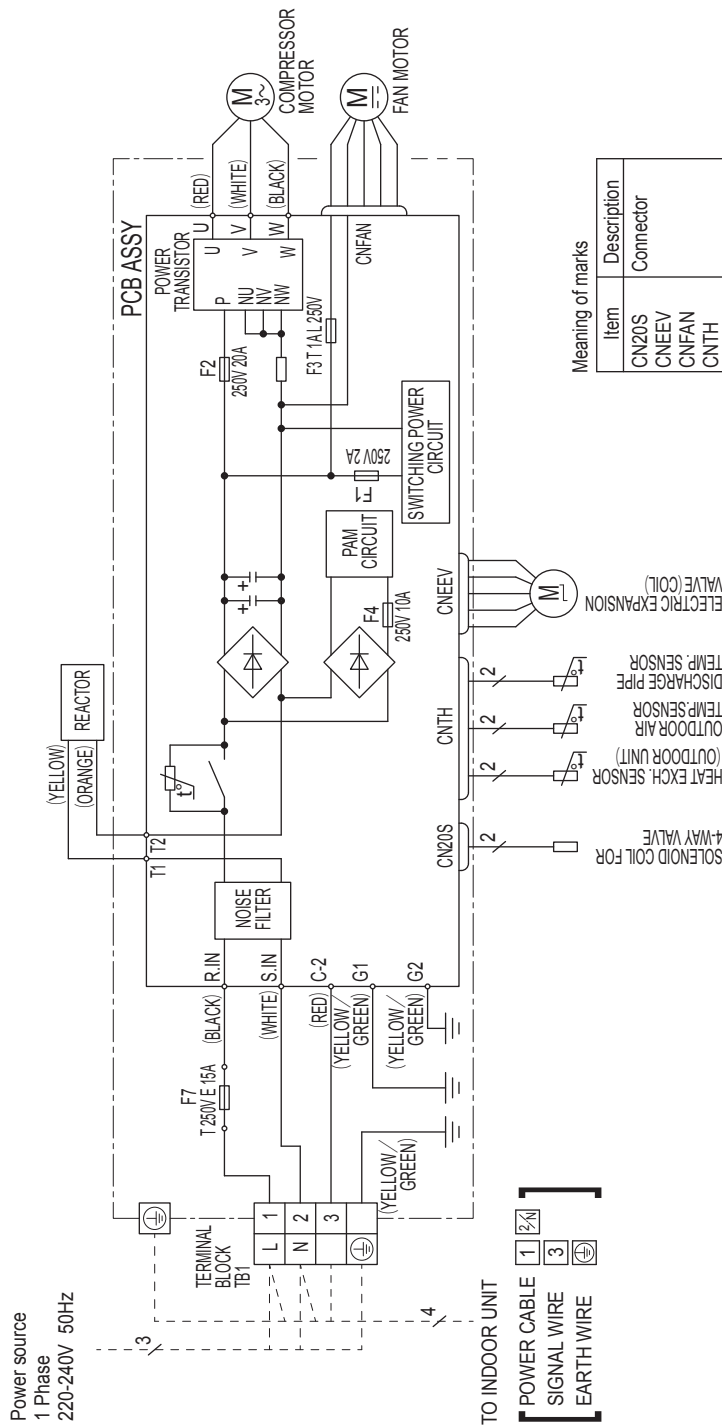 Power source
1 Phase
220-240V 50Hz
3
4
TO INDOOR UNIT
POWER CABLE 1 2/N
SIGNAL WIRE 3
EARTH WIRE
TERMINAL
BLOCK
TB1
L
N
1
2
3
F7
T 250V E 15A
(BLACK)
(WHITE)
(RED)
(YELLOW/
GREEN)
(YELLOW/
GREEN)
(YELLOW/
GREEN)
R.IN
S.IN
C-2
G1
G2
NOISE
FILTER
T1
T2
(YELLOW)
(ORANGE)
REACTOR
t°
+
+
PCB ASSY
F4
250V 10A
PAM
CIRCUIT
F1
250V 2A
SWITCHING POWER
CIRCUIT
F2
250V 20A
F3 T 1A L 250V
POWER
TRANSISTOR
P
NU
NV
NW
U
V
W
U
V
W
(RED)
(WHITE)
(BLACK)
M
3~
COMPRESSOR
MOTOR
CNFAN
M
FAN MOTOR
CN20S
CNTH
CNEEV
2
2
2
2
t°
t°
t°
M
SOLENOID COIL FOR
4-WAY VALVE
HEAT EXCH. SENSOR
(OUTDOOR UNIT)
OUTDOOR AIR
TEMP.SENSOR
DISCHARGE PIPE
TEMP. SENSOR
ELECTRIC EXPANSION
VALVE (COIL)
Meaning of marks
Item Description
CN20S Connector
CNEEV
CNFAN
CNTH